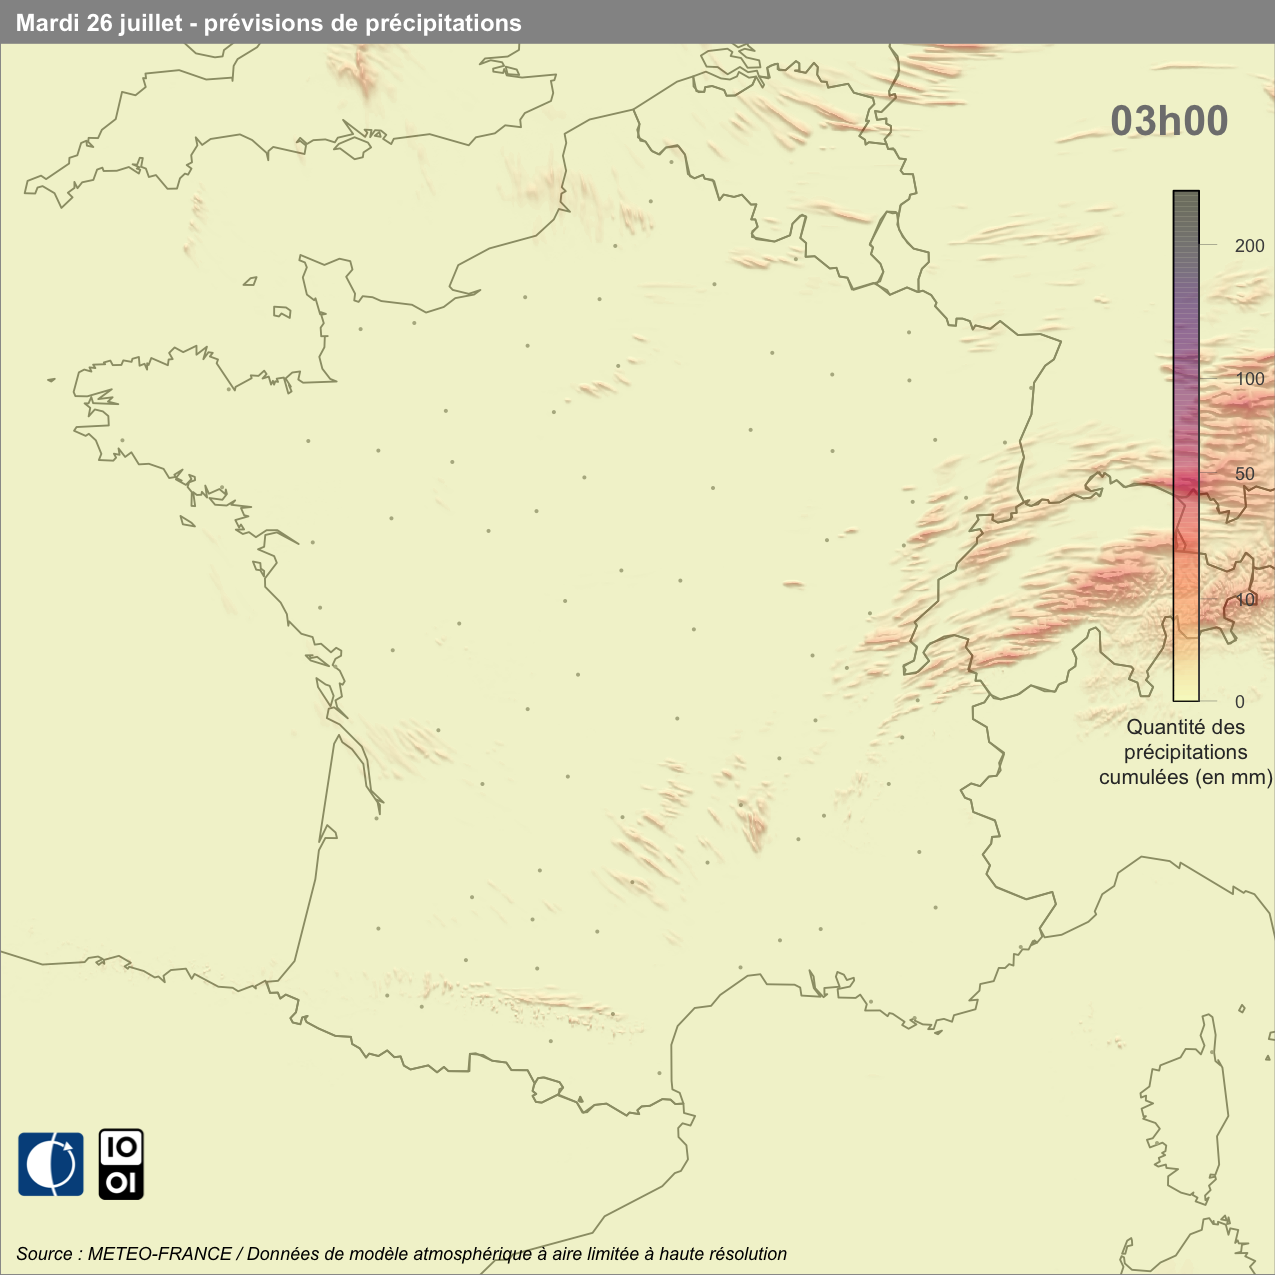 Mardi 26 juillet - prévisions de précipitations
03h00
200
100
50
10
0
Quantité des
précipitations
cumulées (en mm)
IO
OI
Source : METEO-FRANCE / Données de modèle atmosphérique à aire limitée à haute résolution